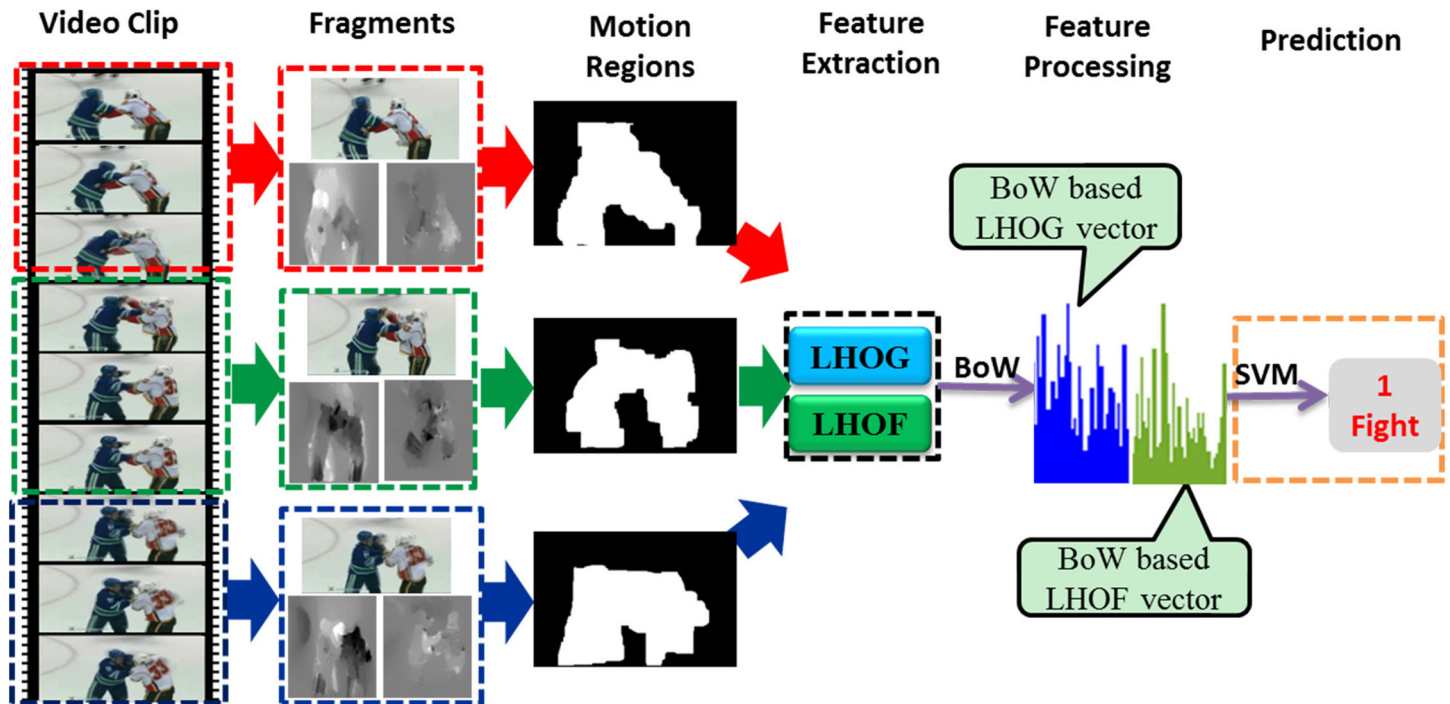 Video Clip
Fragments
Motion
Regions
Feature
Extraction
Feature
Processing
Prediction
BoW based
LHOG vector
LHOG
LHOF
BoW
SVM
1
Fight
BoW based
LHOF vector